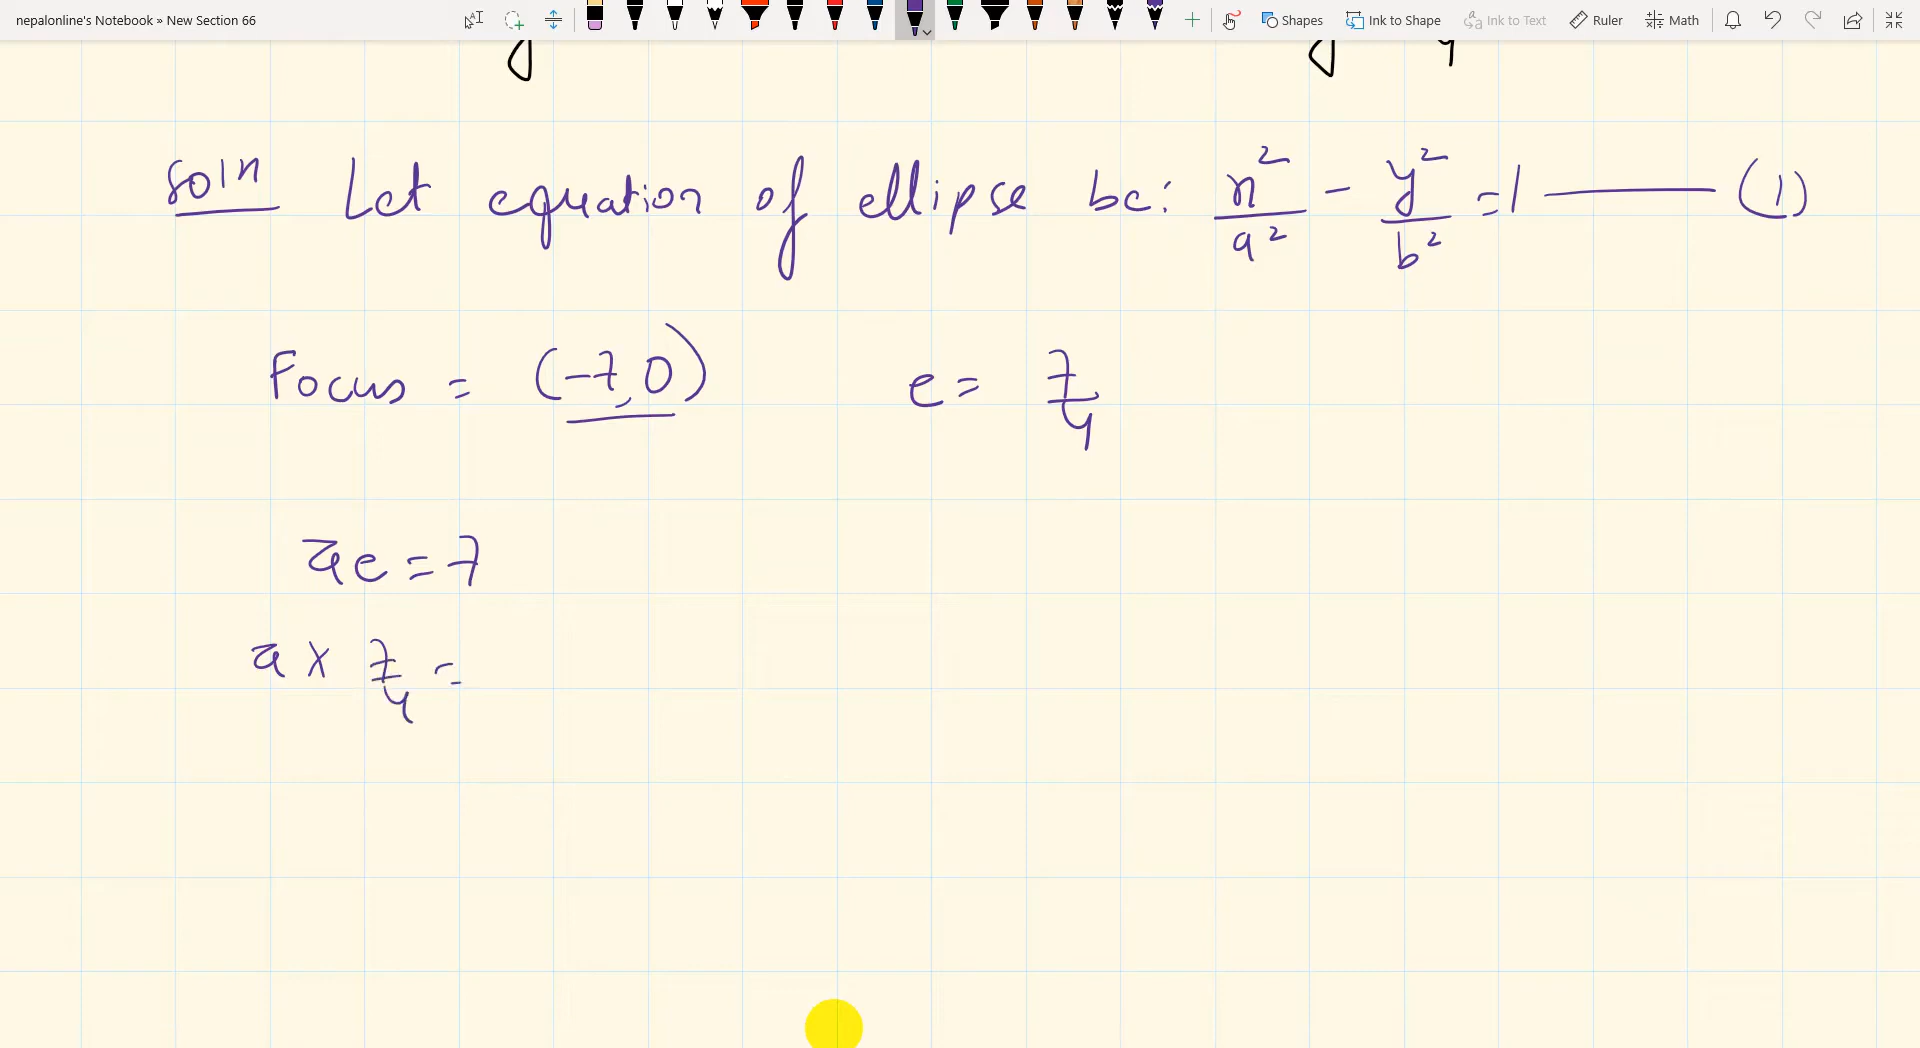 nepalonline's Notebook » New Section 66 Shapes Ink to Shape Ink to Text Ruler Math
soln Let equation of ellipse be: x²/a² - y²/b² = 1 ——— (1)
Focus = (-7, 0) e = 7/4
ae = 7
a x 7/4 =